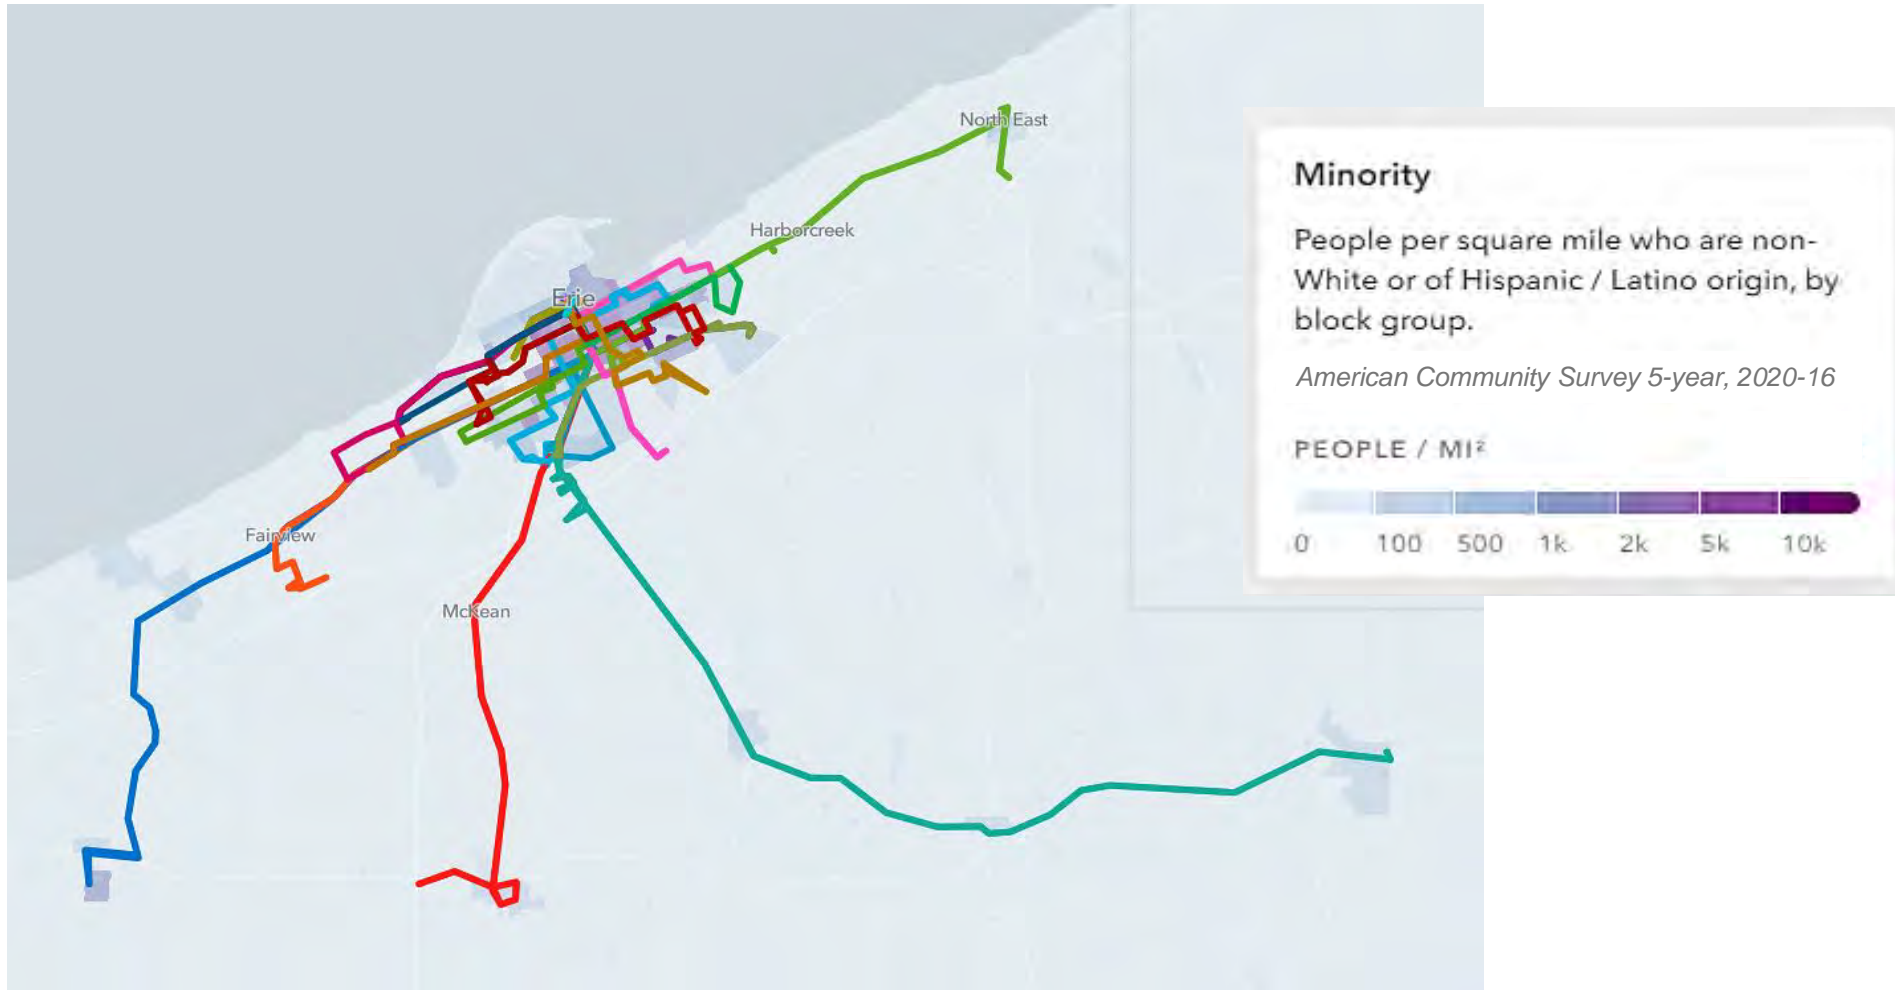 North East
Harborcreek
Erie
Fairview
McKean
Minority
People per square mile who are non-
White or of Hispanic / Latino origin, by
block group.
American Community Survey 5-year, 2020-16
PEOPLE / MI²
0 100 500 1k 2k 5k 10k